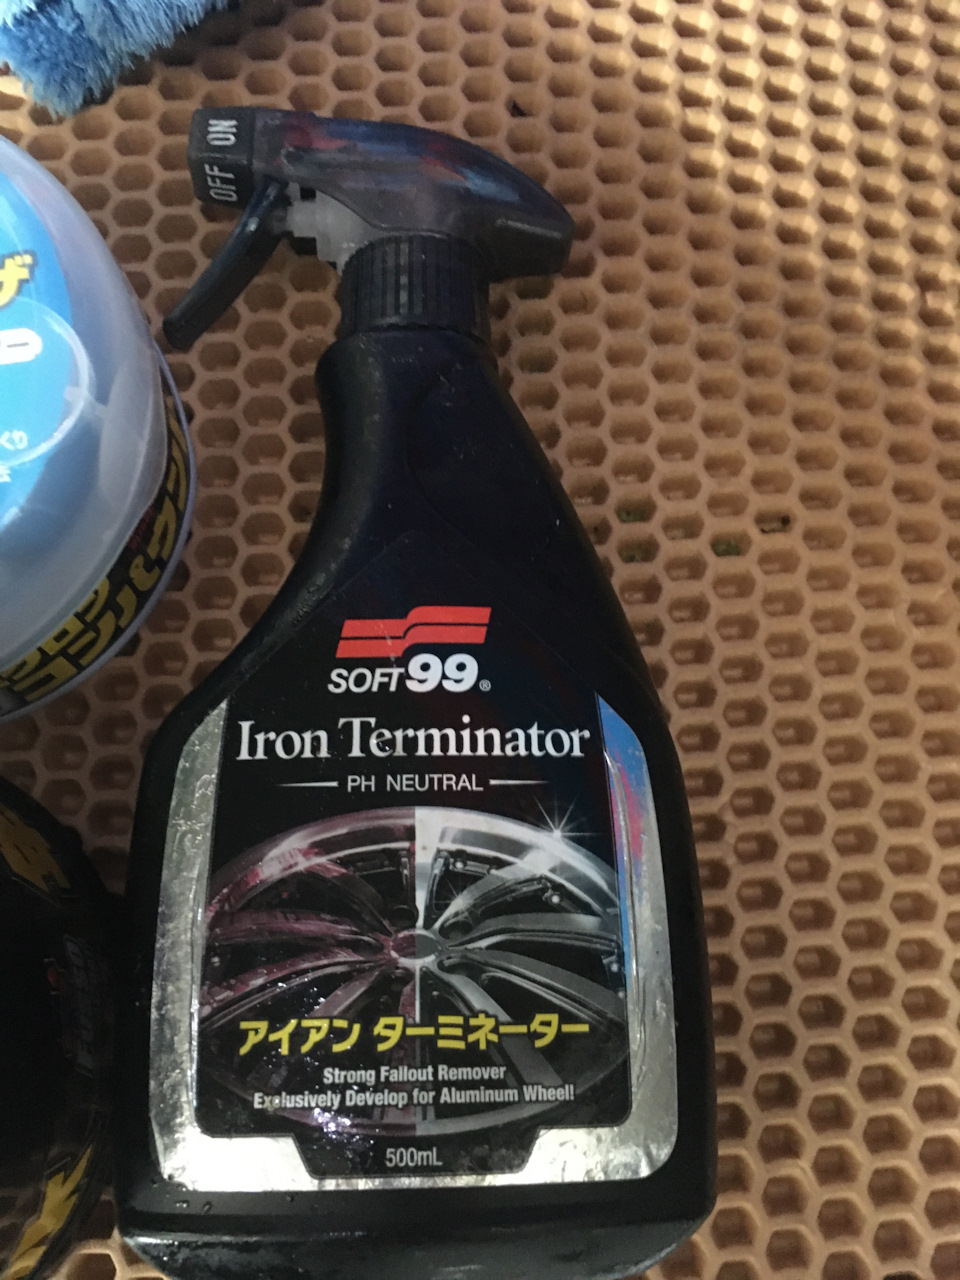 OFF ON
SOFT99®
Iron Terminator
PH NEUTRAL
アイアン ターミネーター
Strong Fallout Remover
Exclusively Develop for Aluminum Wheel!
500mL